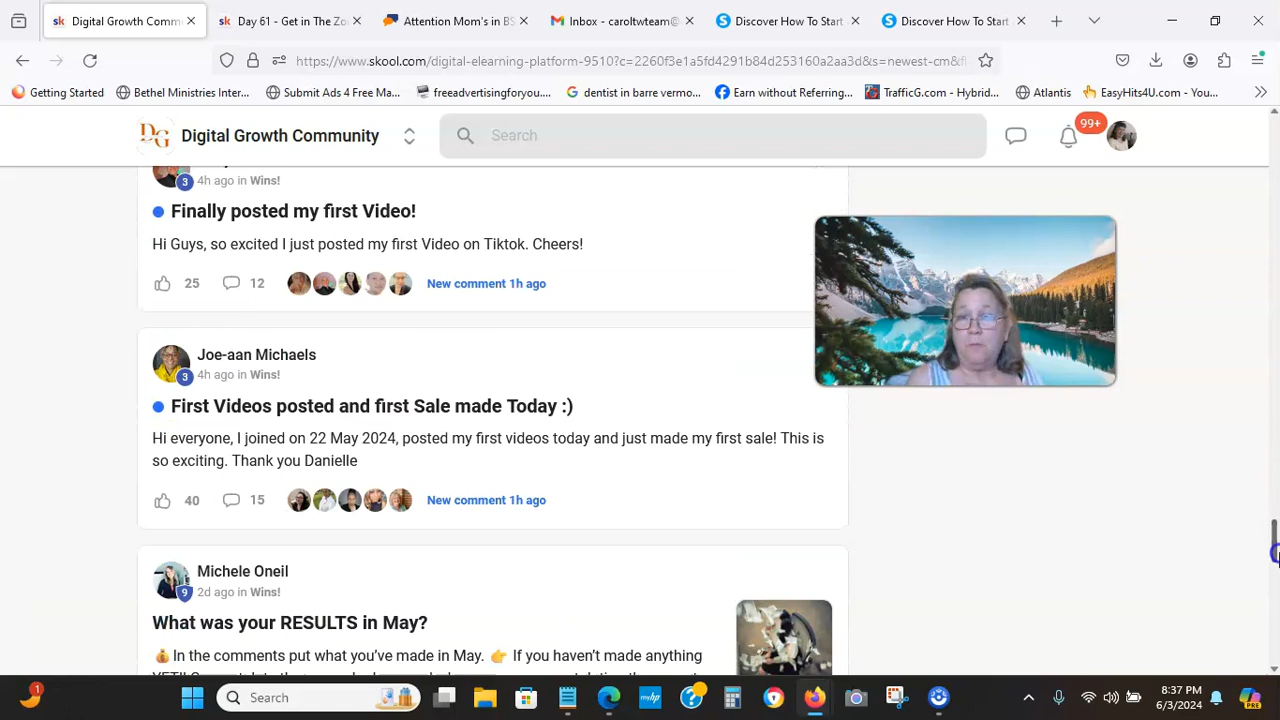 Digital Growth Comm
Day 61 - Get in The Zo
Attention Mom's in BS
Inbox - caroltwteam@
Discover How To Start
Discover How To Start
https://www.skool.com/digital-elearning-platform-9510?c=2260f3e1a5fd4291b84d253160a2aa3d&s=newest-cm&fl
Getting Started
Bethel Ministries Inter...
Submit Ads 4 Free Ma...
freeadvertisingforyou....
dentist in barre vermo...
Earn without Referring...
TrafficG.com - Hybrid...
Atlantis
EasyHits4U.com - You...
DG
Digital Growth Community
Search
99+
3
4h ago in Wins!
Finally posted my first Video!
Hi Guys, so excited I just posted my first Video on Tiktok. Cheers!
25
12
New comment 1h ago
Joe-aan Michaels
3
4h ago in Wins!
First Videos posted and first Sale made Today :)
Hi everyone, I joined on 22 May 2024, posted my first videos today and just made my first sale! This is
so exciting. Thank you Danielle
40
15
New comment 1h ago
Michele Oneil
9
2d ago in Wins!
What was your RESULTS in May?
💰In the comments put what you've made in May. 👉 If you haven't made anything
1
Search
8:37 PM
6/3/2024
PRE